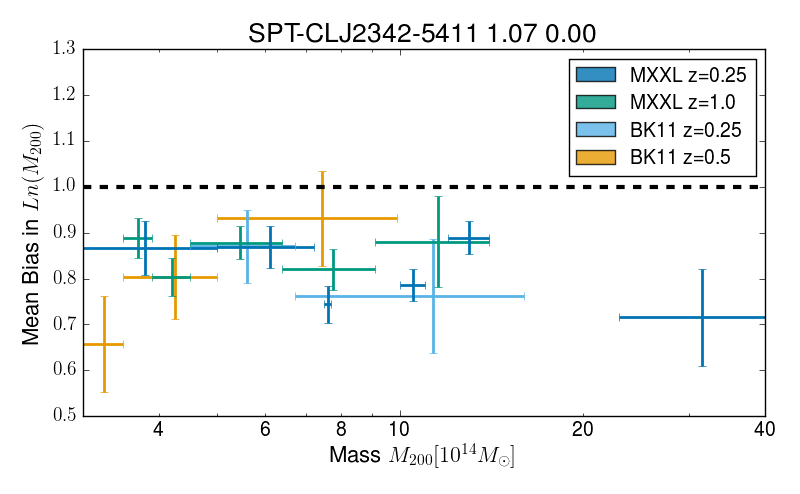 SPT-CLJ2342-5411 1.07 0.00
1.3
1.2
1.1
1.0
0.9
0.8
0.7
0.6
0.5
Mean Bias in Ln(M₂₀₀)
MXXL z=0.25
MXXL z=1.0
BK11 z=0.25
BK11 z=0.5
4 6 8 10 20 40
Mass M₂₀₀[10¹⁴M☉]